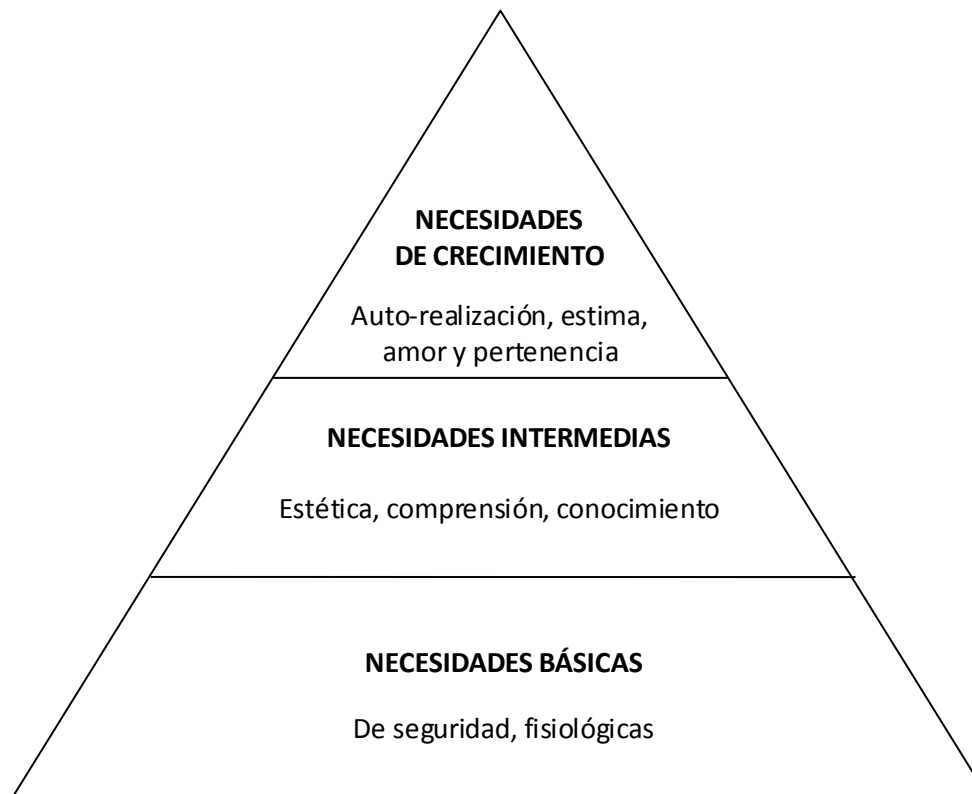 NECESIDADES
DE CRECIMIENTO
Auto-realización, estima,
amor y pertenencia
NECESIDADES INTERMEDIAS
Estética, comprensión, conocimiento
NECESIDADES BÁSICAS
De seguridad, fisiológicas